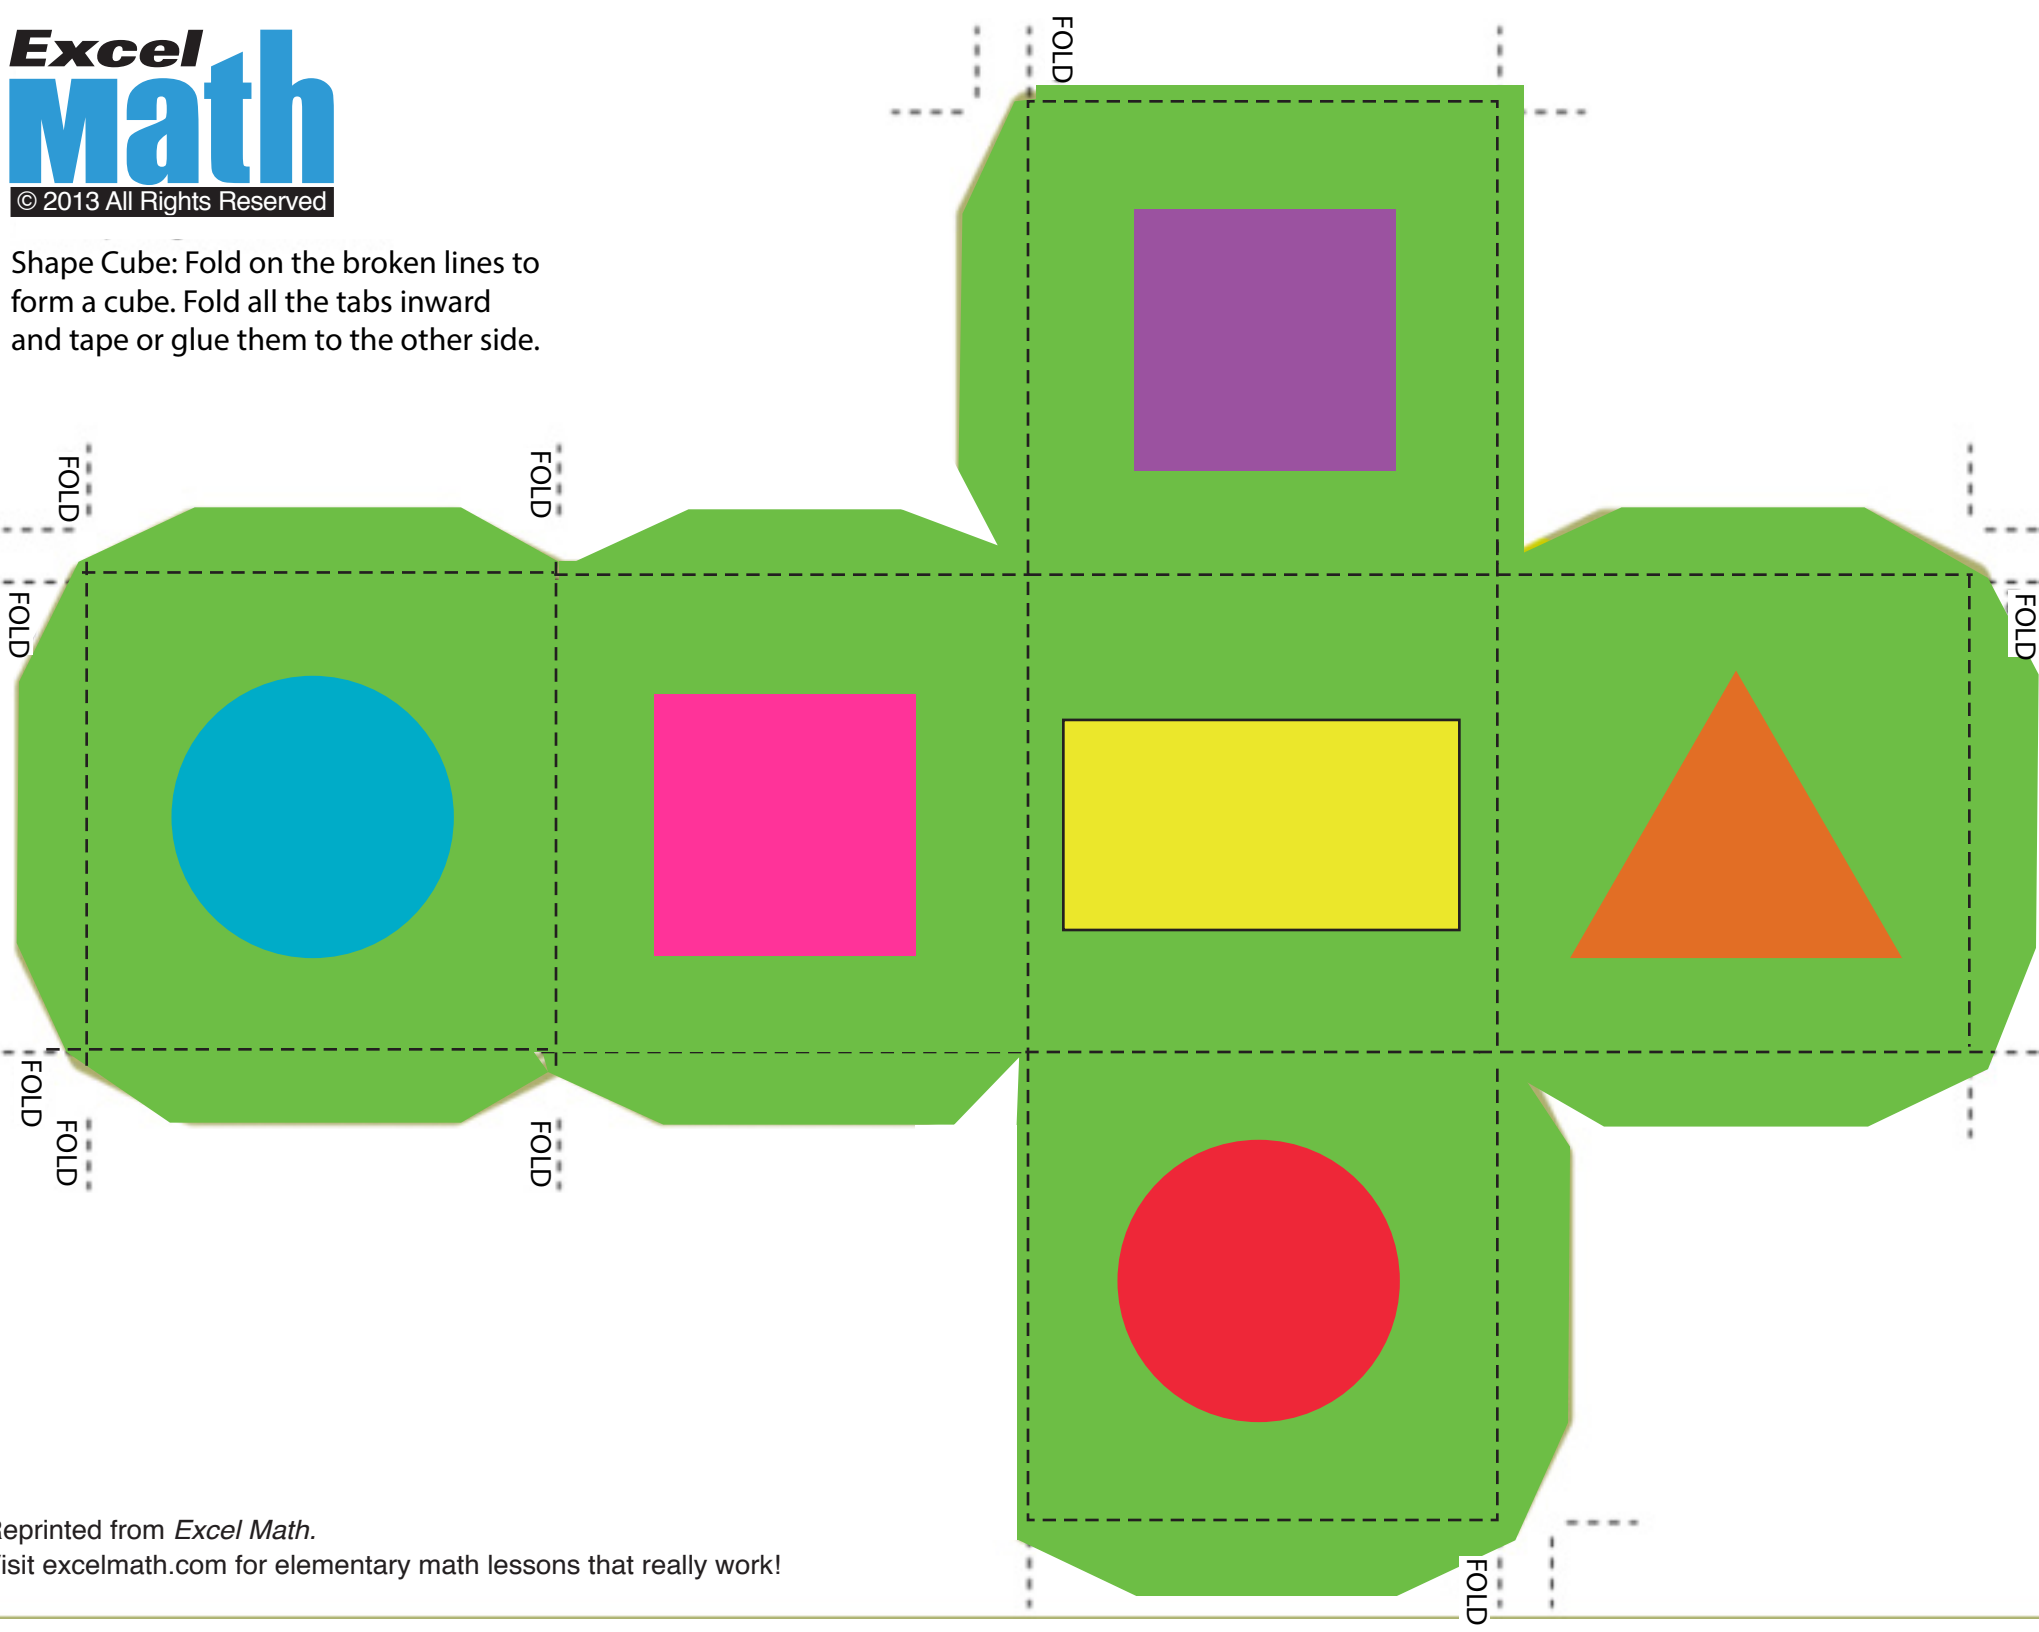 Excel
Math
© 2013 All Rights Reserved
Shape Cube: Fold on the broken lines to
form a cube. Fold all the tabs inward
and tape or glue them to the other side.
FOLD
FOLD
FOLD
FOLD
FOLD
FOLD
FOLD
FOLD
FOLD
eprinted from Excel Math.
isit excelmath.com for elementary math lessons that really work!